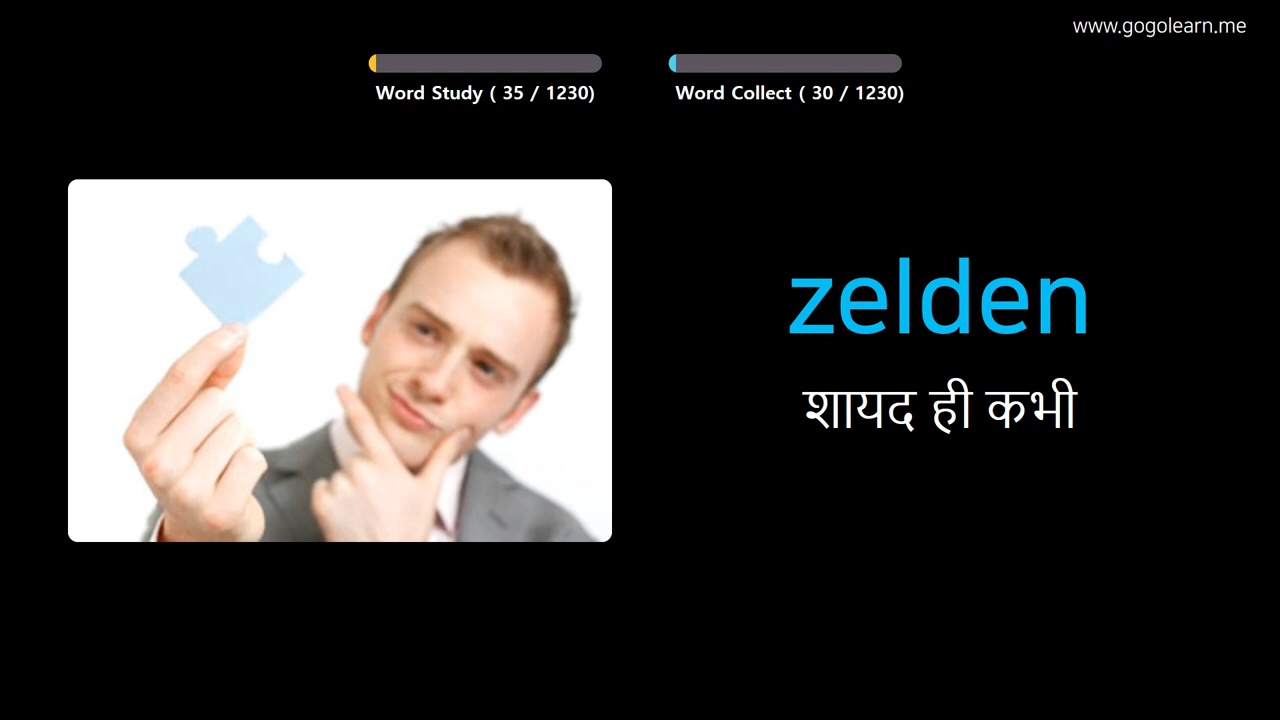 www.gogolearn.me
Word Study ( 35 / 1230)
Word Collect ( 30 / 1230)
zelden
शायद ही कभी